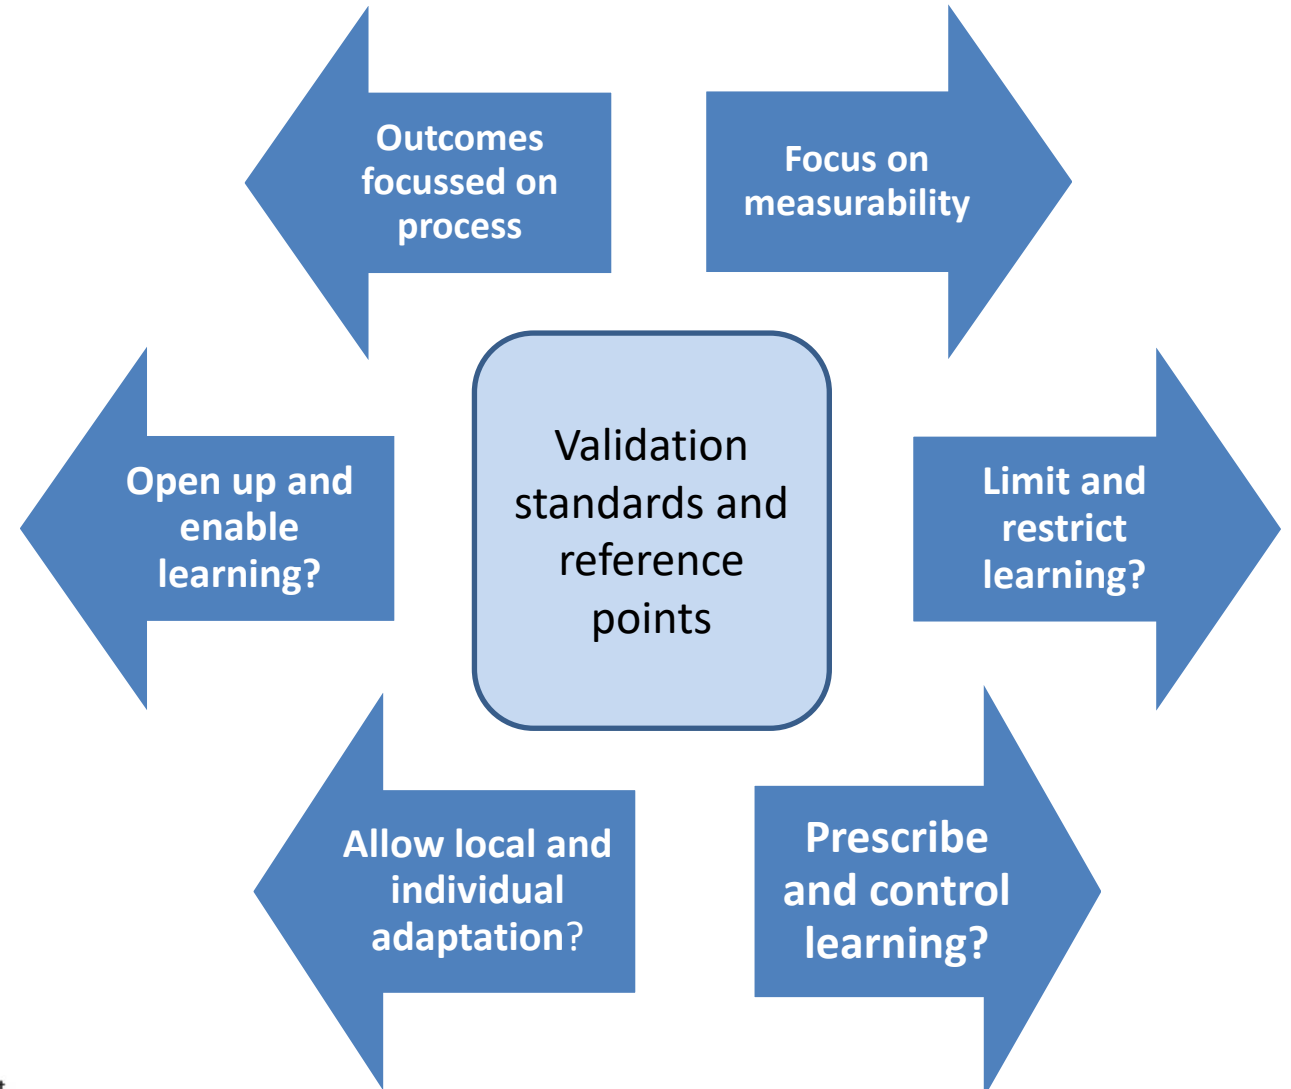 Outcomes
focussed on
process
Focus on
measurability
Open up and
enable
learning?
Validation
standards and
reference
points
Limit and
restrict
learning?
Allow local and
individual
adaptation?
Prescribe
and control
learning?